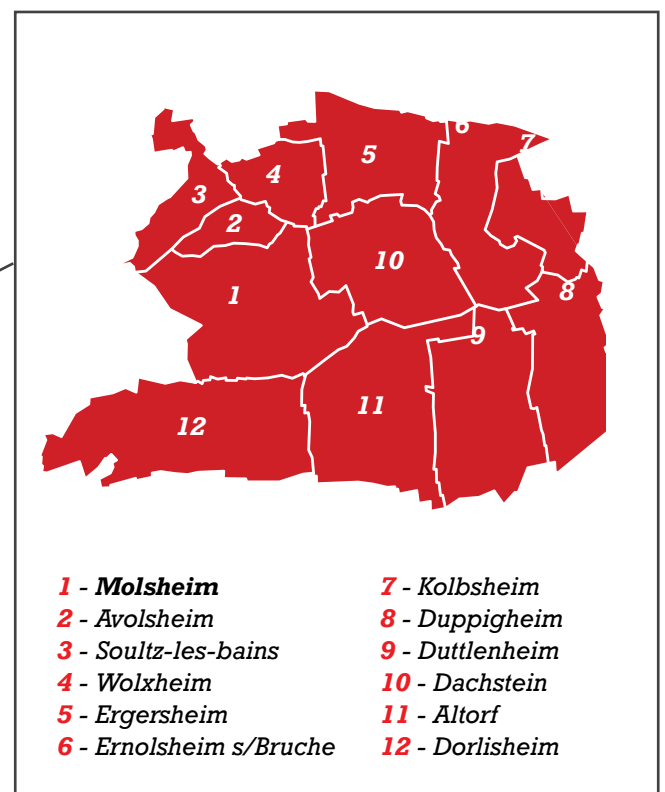 6
7
5
4
3
2
10
8
1
9
11
12
1 - Molsheim
2 - Avolsheim
3 - Soultz-les-bains
4 - Wolxheim
5 - Ergersheim
6 - Ernolsheim s/Bruche
7 - Kolbsheim
8 - Duppigheim
9 - Duttlenheim
10 - Dachstein
11 - Altorf
12 - Dorlisheim